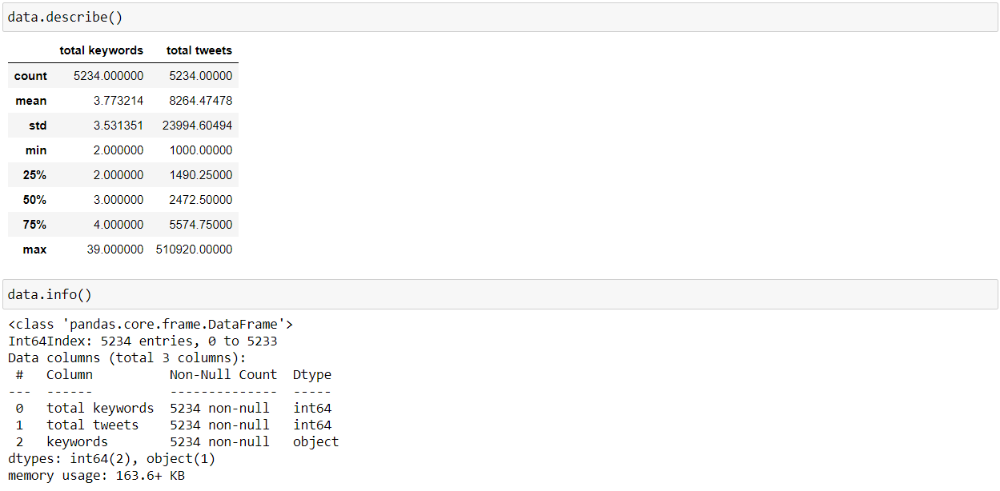 data.describe()
total keywords total tweets
count 5234.000000 5234.00000
mean 3.773214 8264.47478
std 3.531351 23994.60494
min 2.000000 1000.00000
25% 2.000000 1490.25000
50% 3.000000 2472.50000
75% 4.000000 5574.75000
max 39.000000 510920.00000
data.info()
<class 'pandas.core.frame.DataFrame'>
Int64Index: 5234 entries, 0 to 5233
Data columns (total 3 columns):
 #   Column          Non-Null Count  Dtype
---  ------          --------------  -----
 0   total keywords  5234 non-null   int64
 1   total tweets    5234 non-null   int64
 2   keywords        5234 non-null   object
dtypes: int64(2), object(1)
memory usage: 163.6+ KB